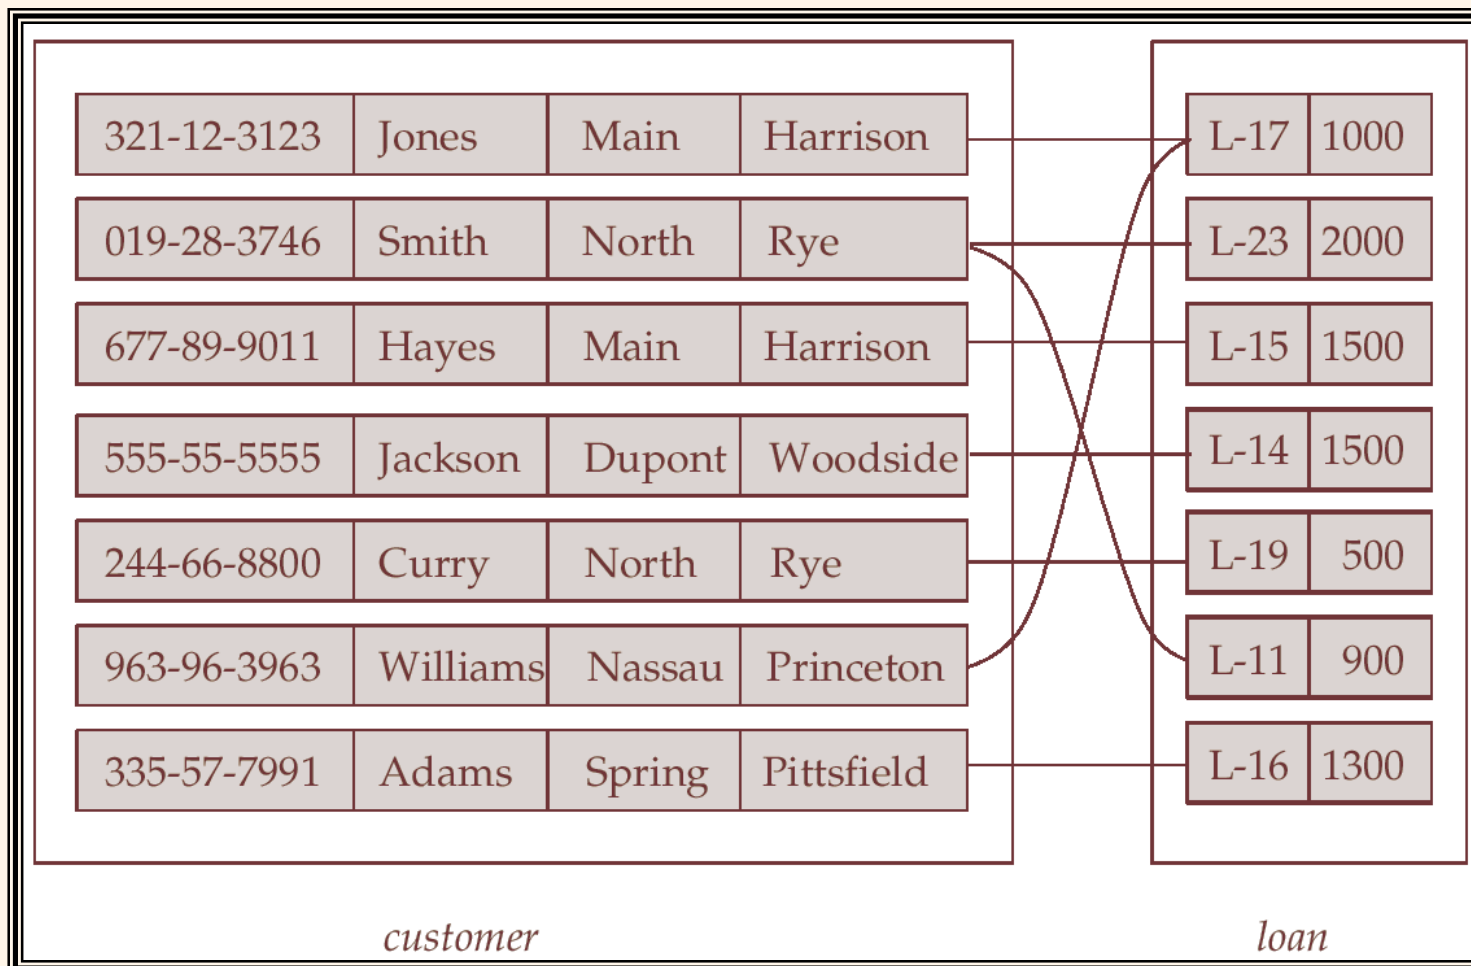 321-12-3123 Jones Main Harrison L-17 1000
019-28-3746 Smith North Rye L-23 2000
677-89-9011 Hayes Main Harrison L-15 1500
555-55-5555 Jackson Dupont Woodside L-14 1500
244-66-8800 Curry North Rye L-19 500
963-96-3963 Williams Nassau Princeton L-11 900
335-57-7991 Adams Spring Pittsfield L-16 1300
customer loan